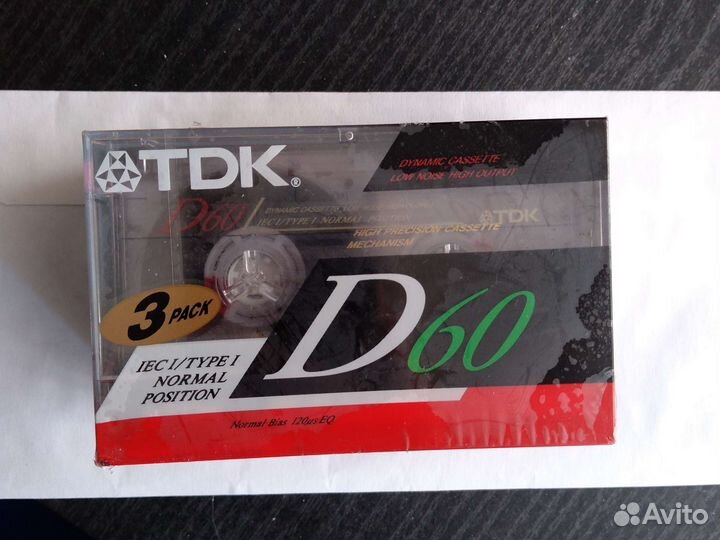 TDK®
DYNAMIC CASSETTE
LOW NOISE HIGH OUTPUT
D60
DYNAMIC CASSETTE
IEC I/TYPE I NORMAL POSITION
TDK
HIGH PRECISION CASSETTE
MECHANISM
3 PACK
D60
IEC I/TYPE I
NORMAL
POSITION
Normal Bias 120μs EQ
Avito